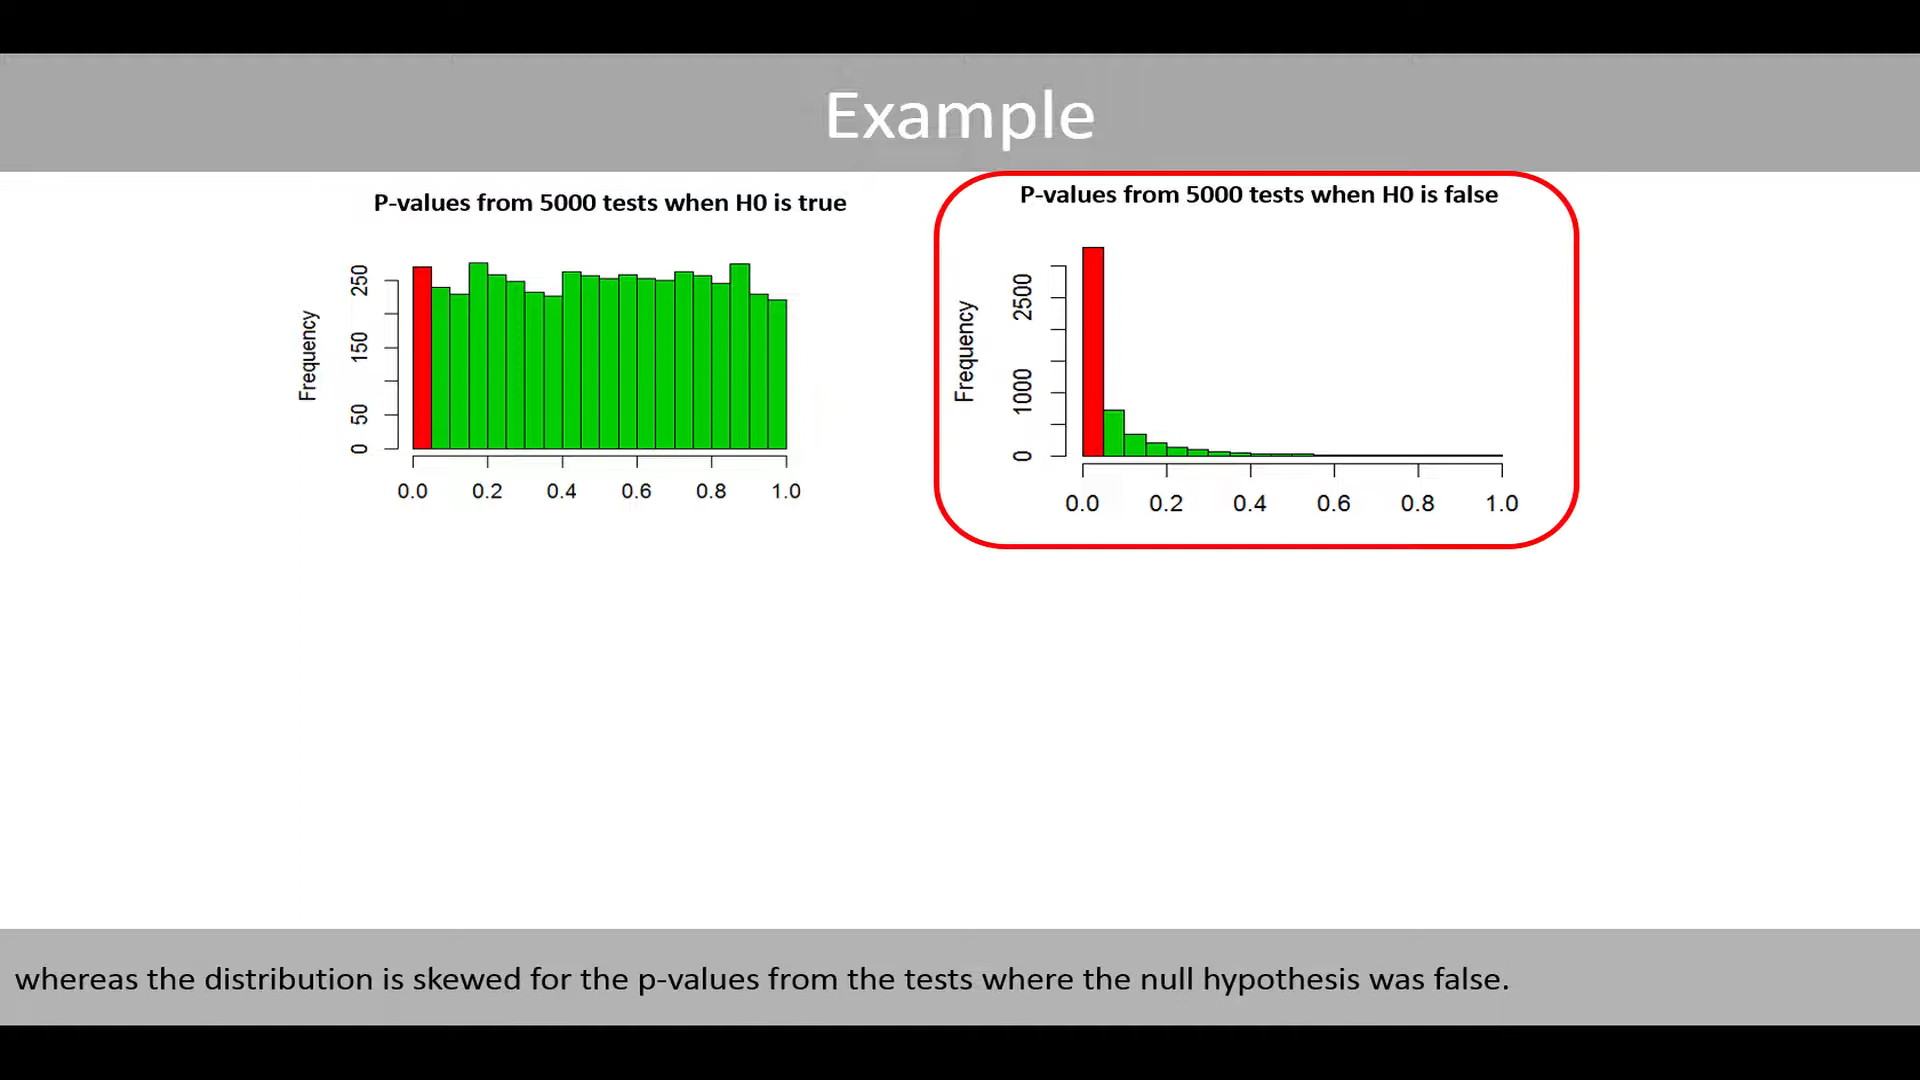 Example
P-values from 5000 tests when H0 is true
Frequency
250
150
50
0
0.0 0.2 0.4 0.6 0.8 1.0
P-values from 5000 tests when H0 is false
Frequency
2500
1000
0
0.0 0.2 0.4 0.6 0.8 1.0
whereas the distribution is skewed for the p-values from the tests where the null hypothesis was false.